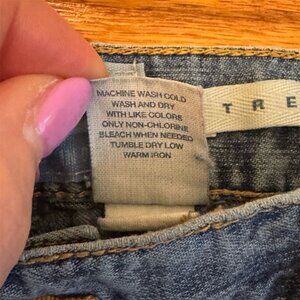 MACHINE WASH COLD
WASH AND DRY
WITH LIKE COLORS
ONLY NON-CHLORINE
BLEACH WHEN NEEDED
TUMBLE DRY LOW
WARM IRON
TRE